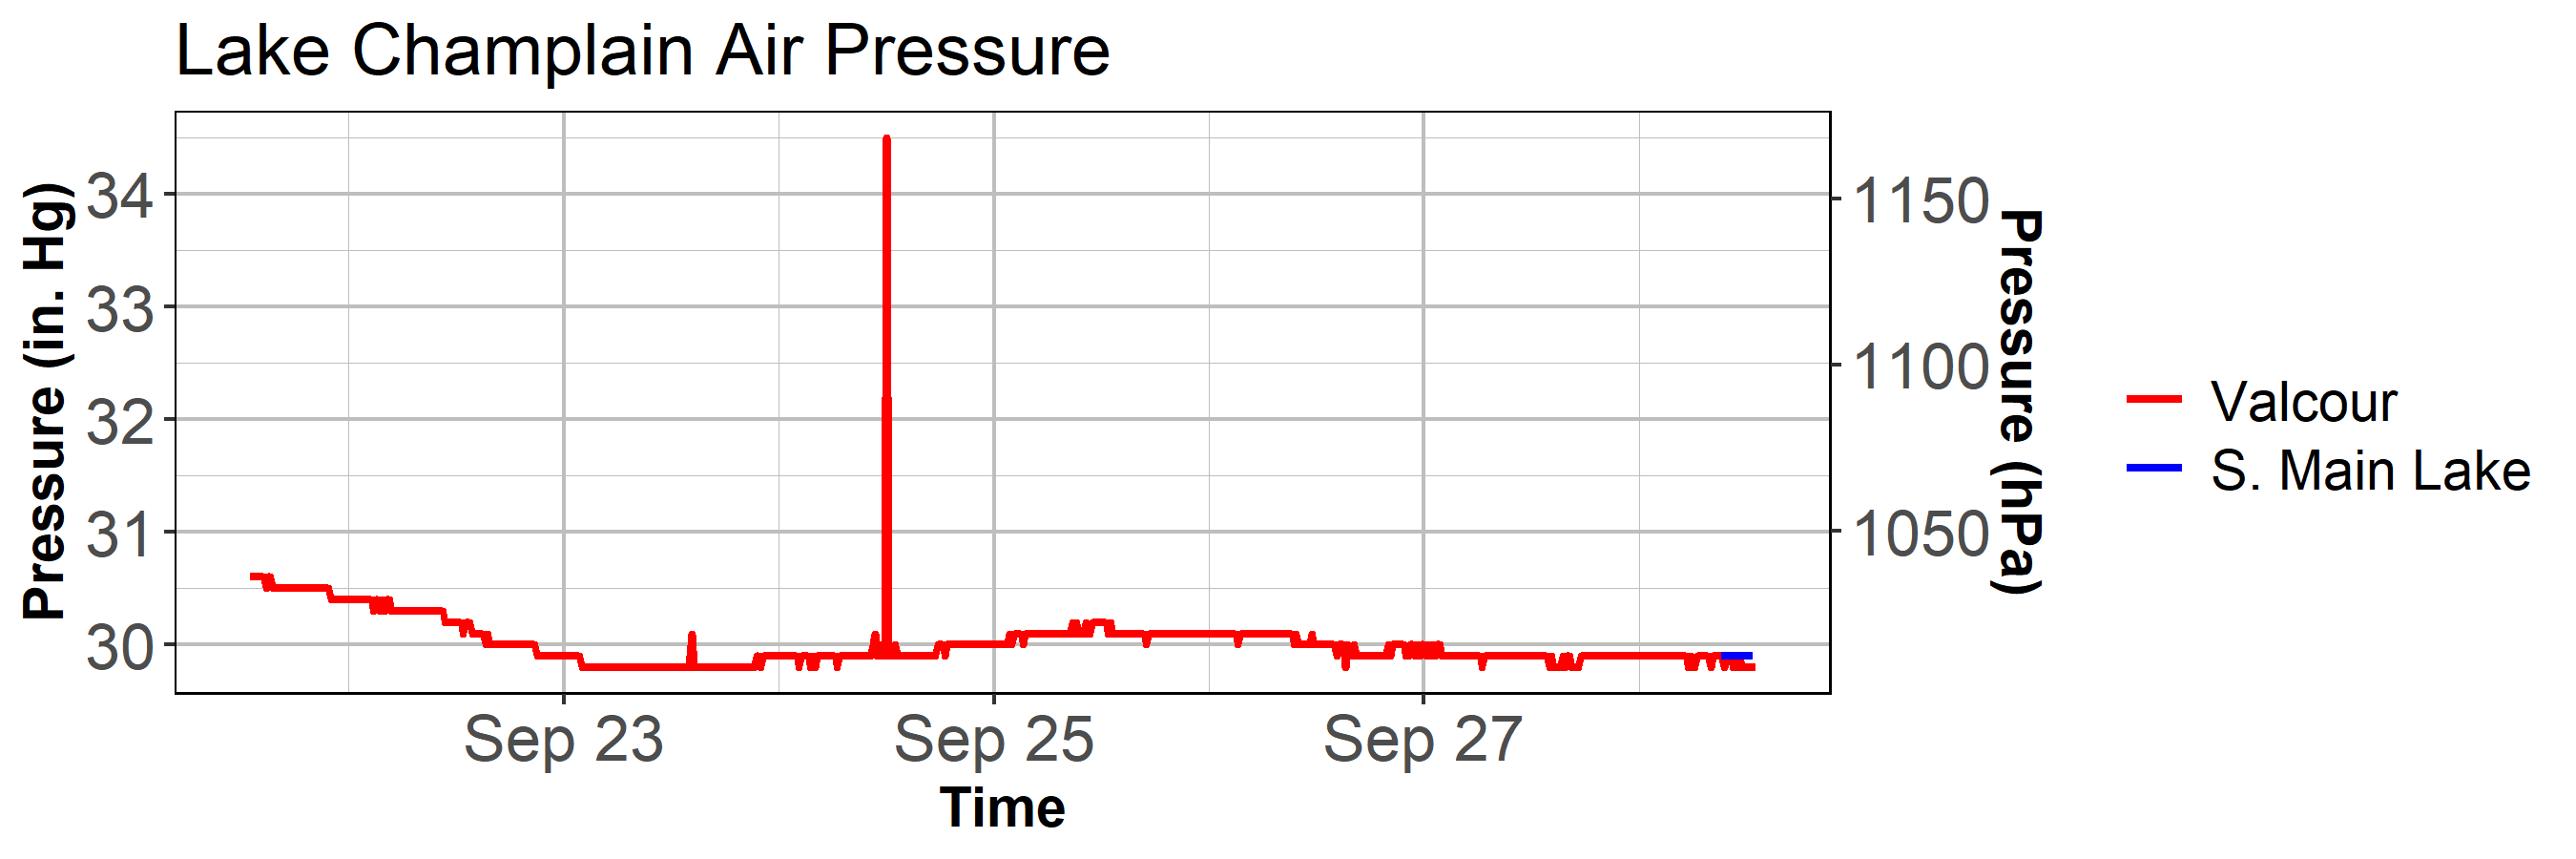 Lake Champlain Air Pressure
Pressure (in. Hg)
34
33
32
31
30
1150
1100
1050
Pressure (hPa)
Sep 23
Sep 25
Sep 27
Time
Valcour
S. Main Lake